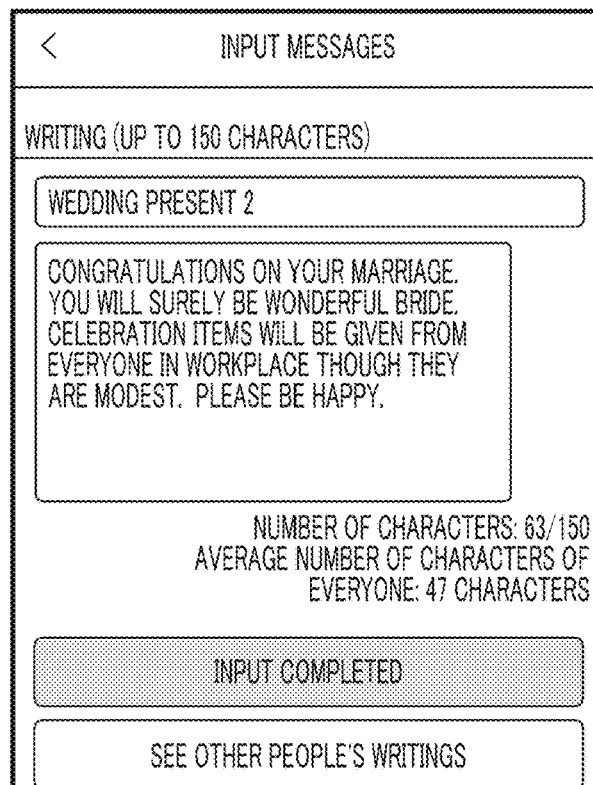 < INPUT MESSAGES
WRITING (UP TO 150 CHARACTERS)
WEDDING PRESENT 2
CONGRATULATIONS ON YOUR MARRIAGE.
YOU WILL SURELY BE WONDERFUL BRIDE.
CELEBRATION ITEMS WILL BE GIVEN FROM
EVERYONE IN WORKPLACE THOUGH THEY
ARE MODEST. PLEASE BE HAPPY.
NUMBER OF CHARACTERS: 63/150
AVERAGE NUMBER OF CHARACTERS OF
EVERYONE: 47 CHARACTERS
INPUT COMPLETED
SEE OTHER PEOPLE'S WRITINGS